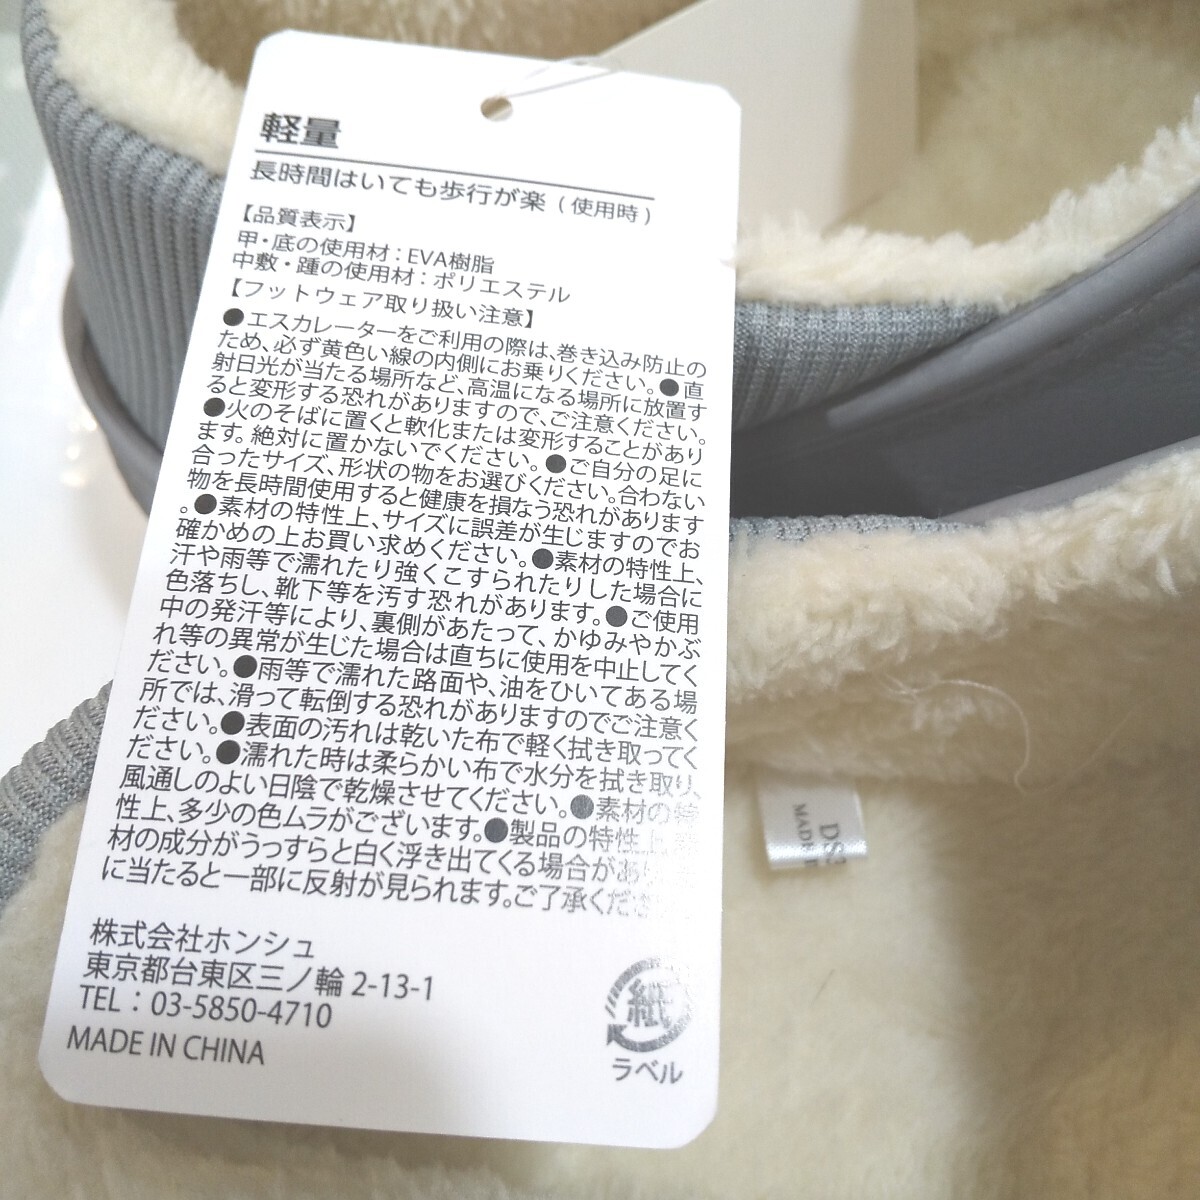 軽量
長時間はいても歩行が楽（使用時）
【品質表示】
甲・底の使用材：EVA樹脂
中敷・踵の使用材：ポリエステル
【フットウェア取り扱い注意】
●エスカレーターをご利用の際は、巻き込み防止の
ため、必ず黄色い線の内側にお乗りください。●直
射日光が当たる場所など、高温になる場所に放置す
ると変形する恐れがありますので、ご注意ください。
●火のそばに置くと軟化または変形することがあり
ます。絶対に置かないでください。●ご自分の足に
合ったサイズ、形状の物をお選びください。合わない
物を長時間使用すると健康を損なう恐れがあります
。●素材の特性上、サイズに誤差が生じますのでお
確かめの上お買い求めください。●素材の特性上、
汗や雨等で濡れたり強くこすられたりした場合に
色落ちし、靴下等を汚す恐れがあります。●ご使用
中の発汗等により、裏側があたって、かゆみやかぶ
れ等の異常が生じた場合は直ちに使用を中止してく
ださい。●雨等で濡れた路面や、油をひいてある場
所では、滑って転倒する恐れがありますのでご注意く
ださい。●表面の汚れは乾いた布で軽く拭き取ってく
ださい。●濡れた時は柔らかい布で水分を拭き取り、
風通しのよい日陰で乾燥させてください。●素材の特
性上、多少の色ムラがございます。●製品の特性上
材の成分がうっすらと白く浮き出てくる場合があ
に当たると一部に反射が見られます。ご了承くださ
株式会社ホンシュ
東京都台東区三ノ輪 2-13-1
TEL：03-5850-4710
MADE IN CHINA
紙
ラベル
DS2
MADE